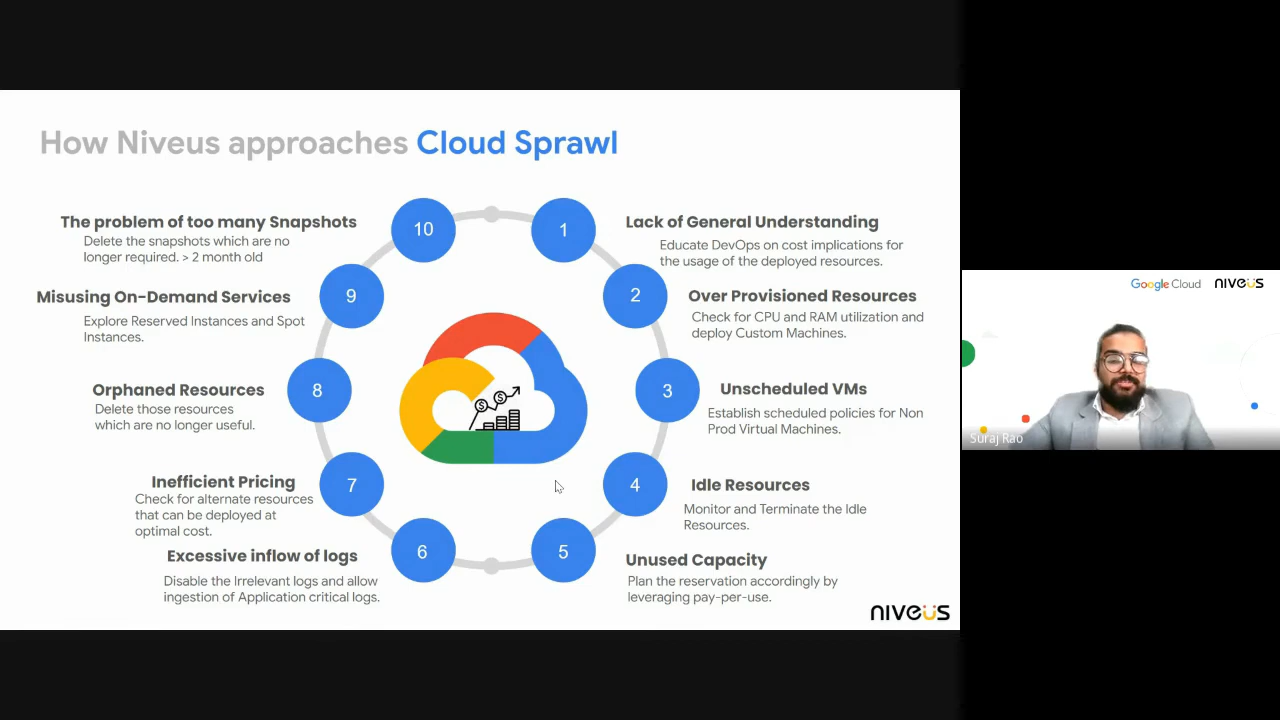 How Niveus approaches Cloud Sprawl
10
The problem of too many Snapshots
Delete the snapshots which are no
longer required. > 2 month old
9
Misusing On-Demand Services
Explore Reserved Instances and Spot
Instances.
8
Orphaned Resources
Delete those resources
which are no longer useful.
7
Inefficient Pricing
Check for alternate resources
that can be deployed at
optimal cost.
6
Excessive inflow of logs
Disable the Irrelevant logs and allow
ingestion of Application critical logs.
1
Lack of General Understanding
Educate DevOps on cost implications for
the usage of the deployed resources.
2
Over Provisioned Resources
Check for CPU and RAM utilization and
deploy Custom Machines.
3
Unscheduled VMs
Establish scheduled policies for Non
Prod Virtual Machines.
4
Idle Resources
Monitor and Terminate the Idle
Resources.
5
Unused Capacity
Plan the reservation accordingly by
leveraging pay-per-use.
$ $
niveus
Google Cloud niveus
Suraj Rao